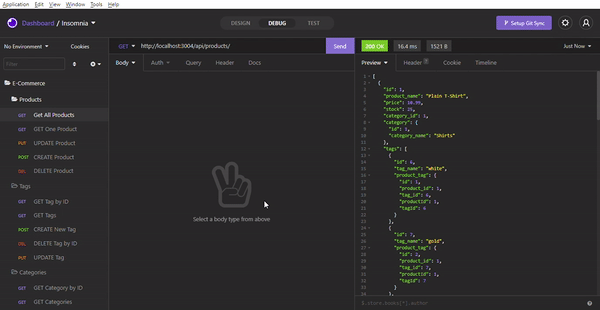 Application Edit View Window Tools Help
Dashboard / Insomnia
DESIGN DEBUG TEST
Setup Git Sync
No Environment Cookies
GET http://localhost:3004/api/products/ Send
200 OK 16.4 ms 1521 B Just Now
Filter
Body Auth Query Header Docs
Preview Header Cookie Timeline
E-Commerce
Products
GET Get All Products
GET GET One Product
PUT UPDATE Product
POST CREATE Product
DEL DELETE Product
Tags
GET GET Tag by ID
GET GET Tags
POST CREATE New Tag
DEL DELETE Tag by ID
PUT UPDATE Tag
Categories
GET GET Category by ID
GET GET Categories
Select a body type from above
1 [
2 {
3 "id": 1,
4 "product_name": "Plain T-Shirt",
5 "price": 14.99,
6 "stock": 25,
7 "category_id": 1,
8 "category": {
9 "id": 1,
10 "category_name": "Shirts"
11 },
12 "tags": [
13 {
14 "id": 6,
15 "tag_name": "white",
16 "product_tag": {
17 "id": 1,
18 "product_id": 1,
19 "tag_id": 6,
20 "productId": 1,
21 "tagId": 6
22 }
23 },
24 {
25 "id": 7,
26 "tag_name": "gold",
27 "product_tag": {
28 "id": 2,
29 "product_id": 1,
30 "tag_id": 7,
31 "productId": 1,
32 "tagId": 7
33 }
$.store.books[*].author